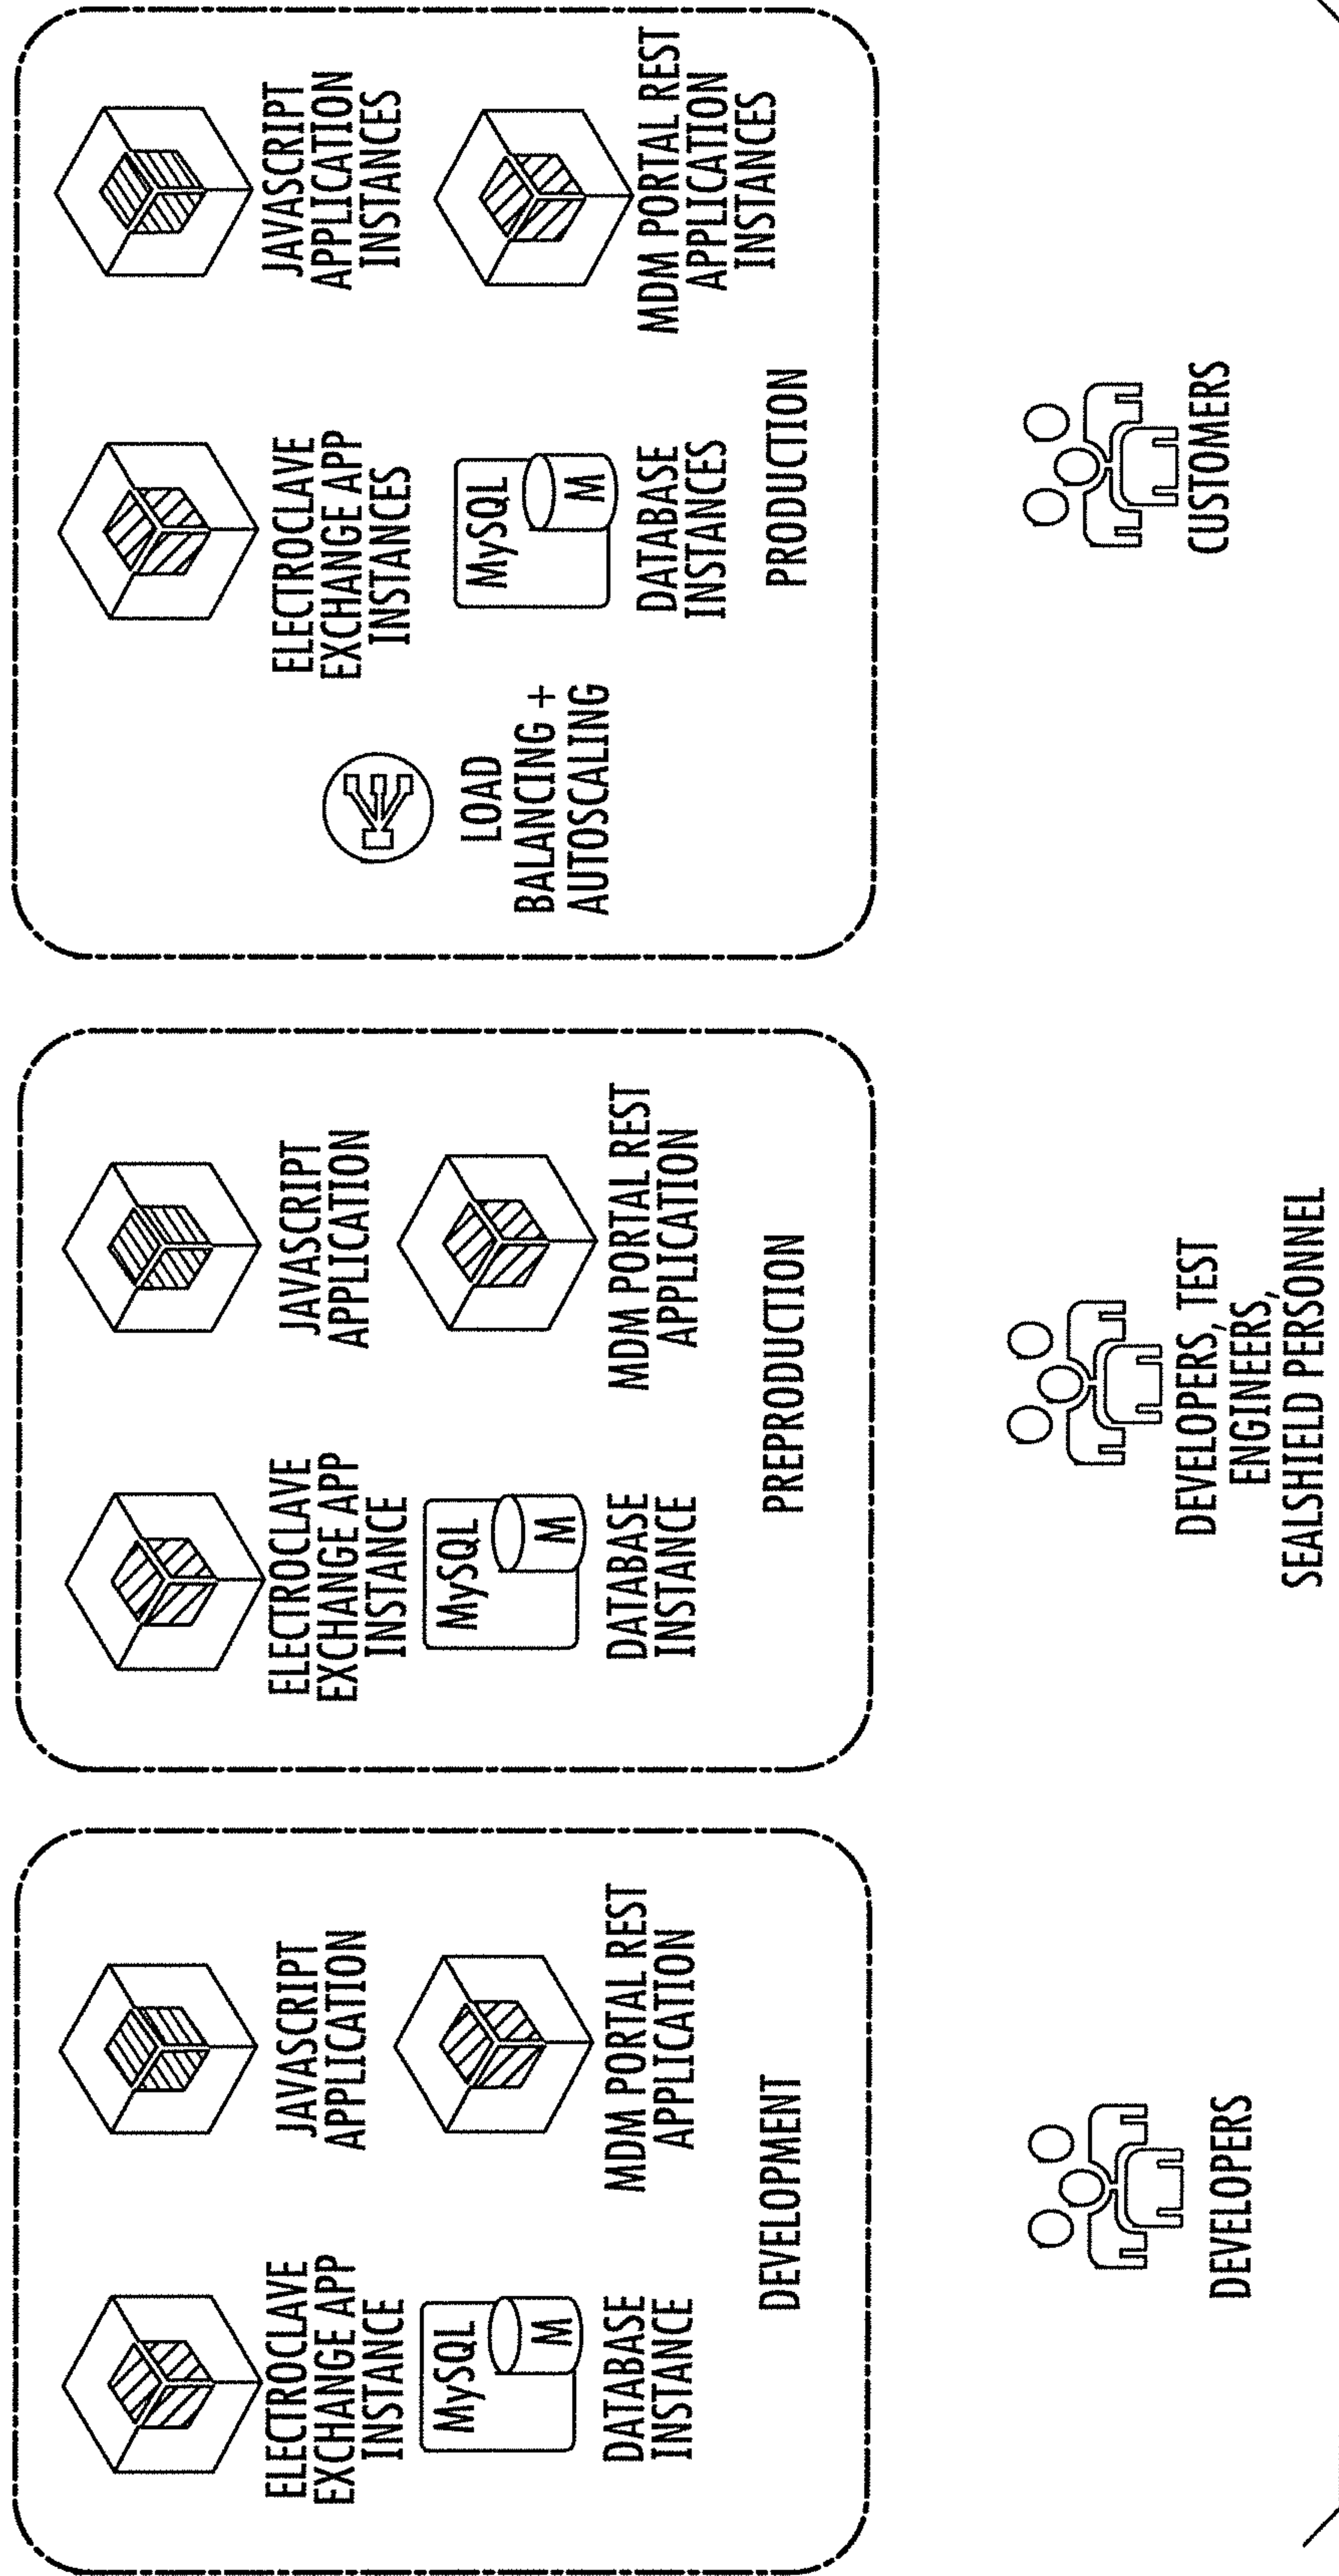 ELECTROCLAVE
EXCHANGE APP
INSTANCE
JAVASCRIPT
APPLICATION
MySQL
M
DATABASE
INSTANCE
MDM PORTAL REST
APPLICATION
DEVELOPMENT
DEVELOPERS
ELECTROCLAVE
EXCHANGE APP
INSTANCE
JAVASCRIPT
APPLICATION
MySQL
M
DATABASE
INSTANCE
MDM PORTAL REST
APPLICATION
PREPRODUCTION
DEVELOPERS, TEST
ENGINEERS,
SEALSHIELD PERSONNEL
LOAD
BALANCING +
AUTOSCALING
ELECTROCLAVE
EXCHANGE APP
INSTANCES
JAVASCRIPT
APPLICATION
INSTANCES
MySQL
M
DATABASE
INSTANCES
MDM PORTAL REST
APPLICATION
INSTANCES
PRODUCTION
CUSTOMERS